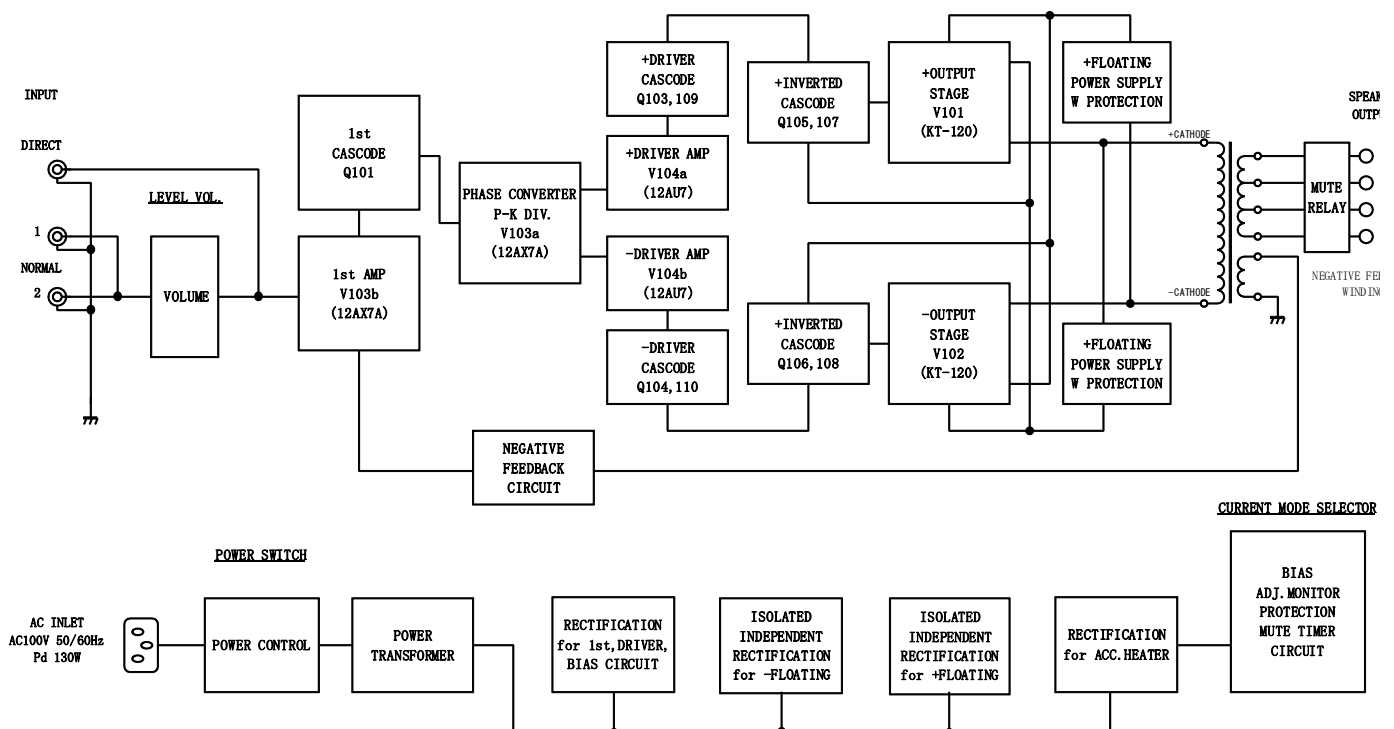 INPUT
DIRECT
1
NORMAL
2
LEVEL VOL.
VOLUME
1st
CASCODE
Q101
1st AMP
V103b
(12AX7A)
PHASE CONVERTER
P-K DIV.
V103a
(12AX7A)
+DRIVER
CASCODE
Q103,109
+DRIVER AMP
V104a
(12AU7)
-DRIVER AMP
V104b
(12AU7)
-DRIVER
CASCODE
Q104,110
+INVERTED
CASCODE
Q105,107
+INVERTED
CASCODE
Q106,108
+OUTPUT
STAGE
V101
(KT-120)
-OUTPUT
STAGE
V102
(KT-120)
+FLOATING
POWER SUPPLY
W PROTECTION
+FLOATING
POWER SUPPLY
W PROTECTION
+CATHODE
-CATHODE
MUTE
RELAY
SPEAK
OUTPU
NEGATIVE FEE
WINDING
NEGATIVE
FEEDBACK
CIRCUIT
POWER SWITCH
AC INLET
AC100V 50/60Hz
Pd 130W
POWER CONTROL
POWER
TRANSFORMER
RECTIFICATION
for 1st,DRIVER,
BIAS CIRCUIT
ISOLATED
INDEPENDENT
RECTIFICATION
for -FLOATING
ISOLATED
INDEPENDENT
RECTIFICATION
for +FLOATING
RECTIFICATION
for ACC.HEATER
CURRENT MODE SELECTOR
BIAS
ADJ.MONITOR
PROTECTION
MUTE TIMER
CIRCUIT